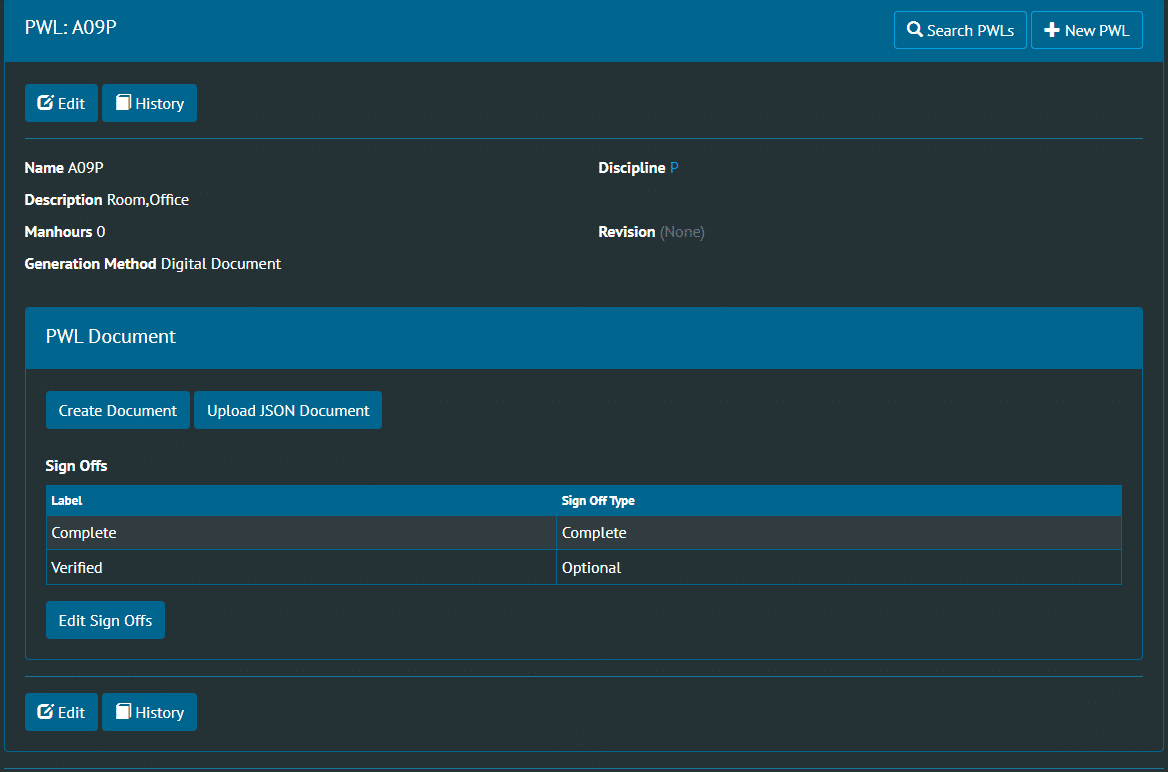 PWL: A09P
Search PWLs
New PWL
Edit
History
Name A09P
Discipline P
Description Room,Office
Manhours 0
Revision (None)
Generation Method Digital Document
PWL Document
Create Document
Upload JSON Document
Sign Offs
Label
Sign Off Type
Complete
Complete
Verified
Optional
Edit Sign Offs
Edit
History